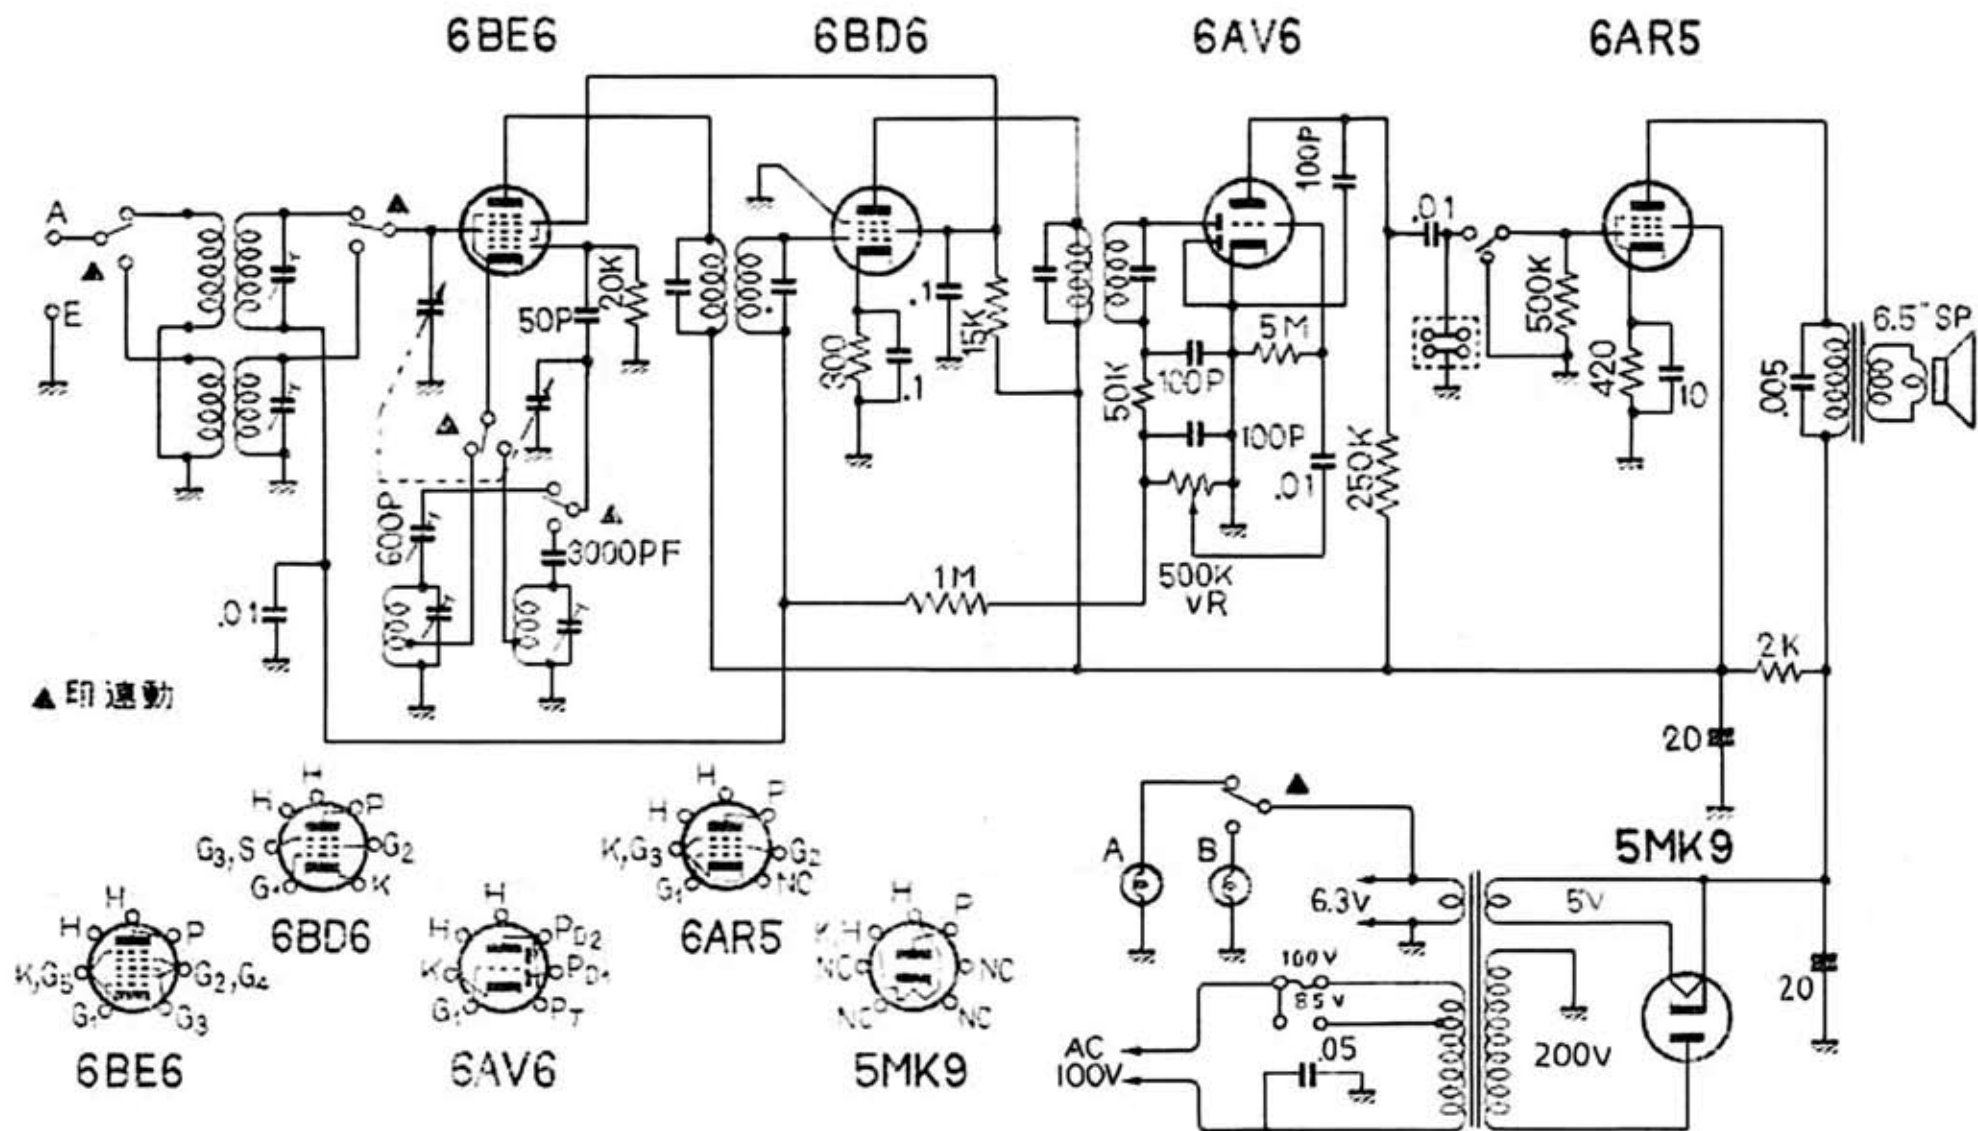 6BE6
6BD6
6AV6
6AR5
A
E
50P
20K
300
.1
.1
15K
50K
100P
100P
5M
100P
.01
250K
.01
500K
420
10
.005
6.5" SP
600P
3000PF
.01
1M
500K
VR
2K
20
▲印連動
H
H
P
G3,S
G2
G1
K
6BD6
H
H
P
K,G3
G2
G1
NC
6AR5
H
H
P
K,G5
G2,G4
G1
G3
6BE6
H
H
PD2
K
PD1
G1
PT
6AV6
H
P
K,H
NC
NC
NC
NC
5MK9
A
B
6.3V
5V
5MK9
20
100V
85V
AC
100V
.05
200V